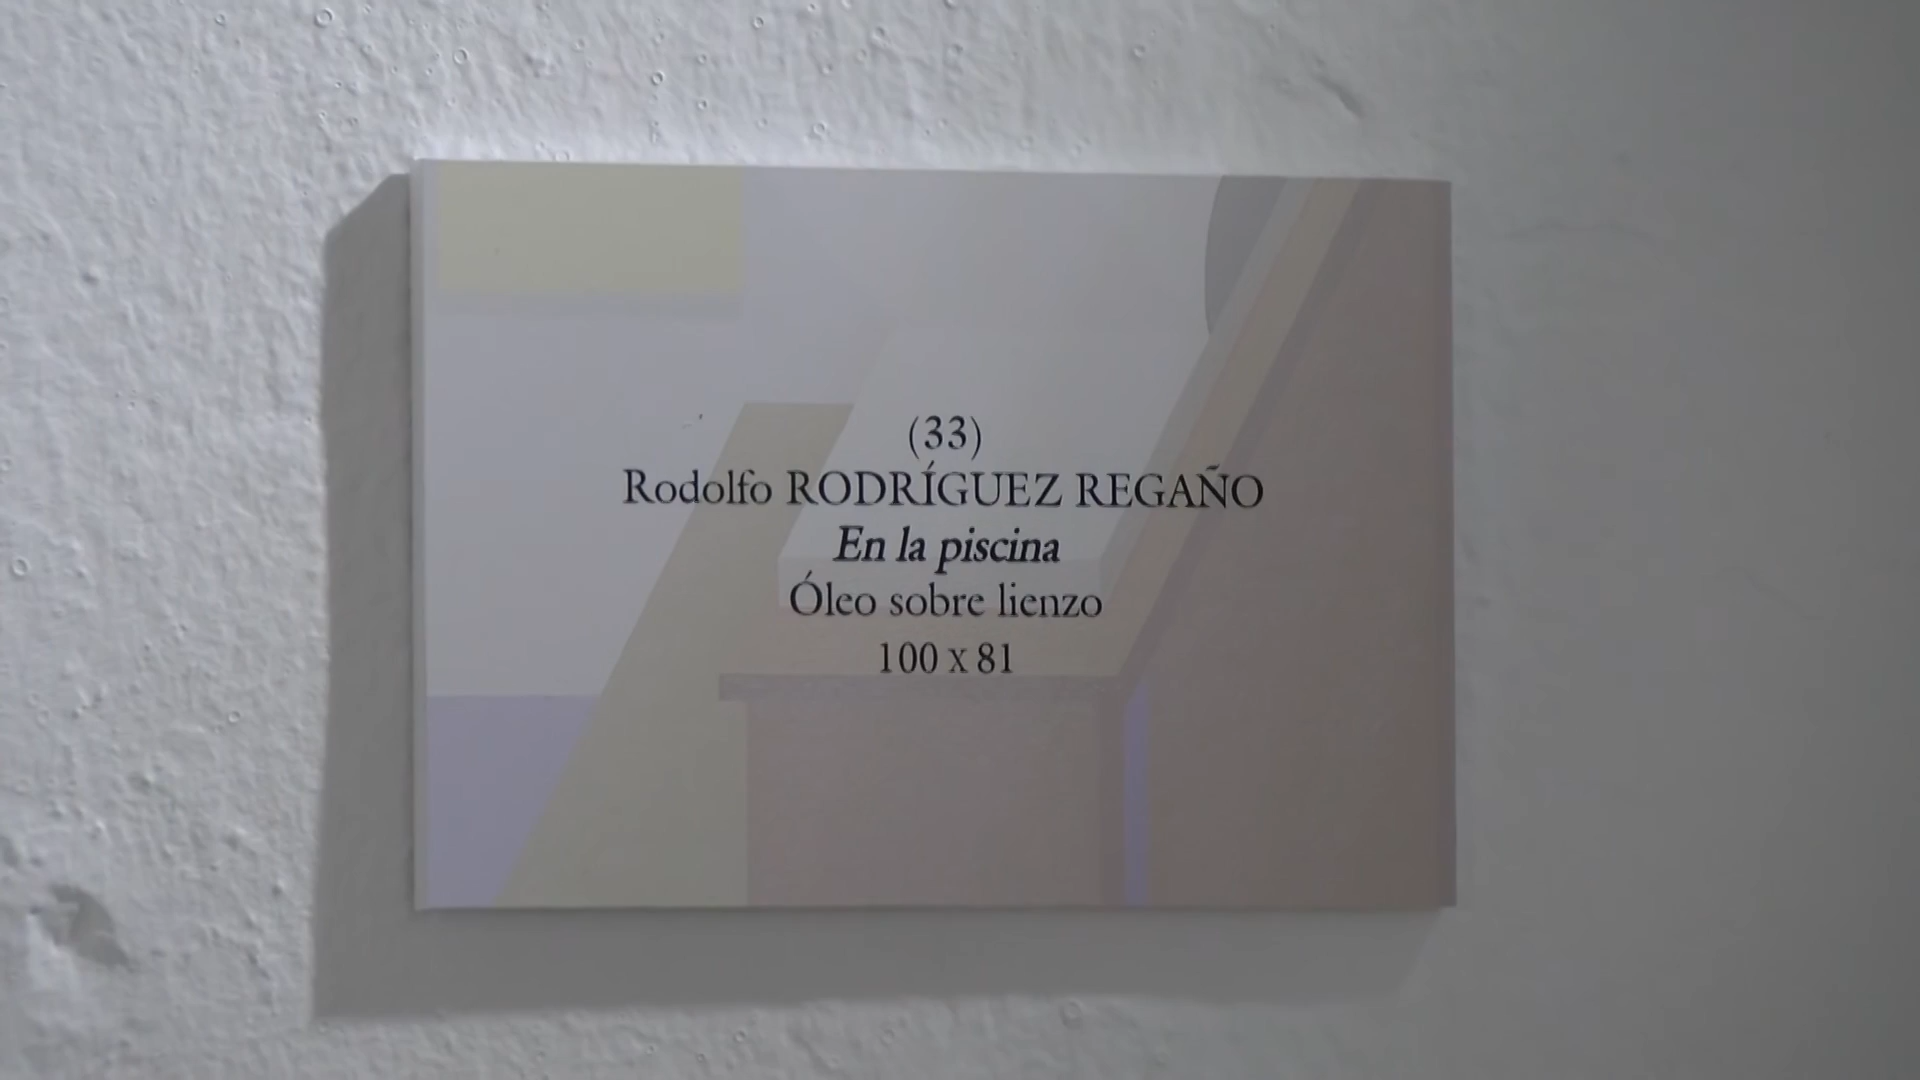 (33)
Rodolfo RODRÍGUEZ REGAÑO
En la piscina
Óleo sobre lienzo
100 x 81